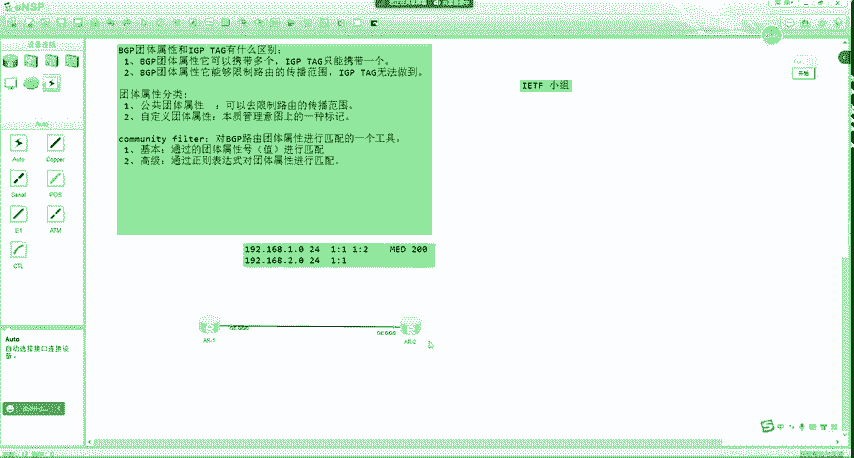 eNSP
设备连线
Auto
Auto
Copper
Serial
POS
E1
ATM
CTL
Auto
自动选择接口连接设备。
BGP团体属性和IGP TAG有什么区别:
1、BGP团体属性它可以携带多个, IGP TAG只能携带一个。
2、BGP团体属性它能够限制路由的传播范围, IGP TAG无法做到。
团体属性分类:
1、公共团体属性 : 可以去限制路由的传播范围。
2、自定义团体属性: 本质管理意图上的一种标记。
community filter: 对BGP路由团体属性进行匹配的一个工具。
1、基本: 通过的团体属性号(值)进行匹配
2、高级: 通过正则表达式对团体属性进行匹配。
IETF 小组
192.168.1.0 24 1:1 1:2 MED 200
192.168.2.0 24 1:1
AR-1
AR-2